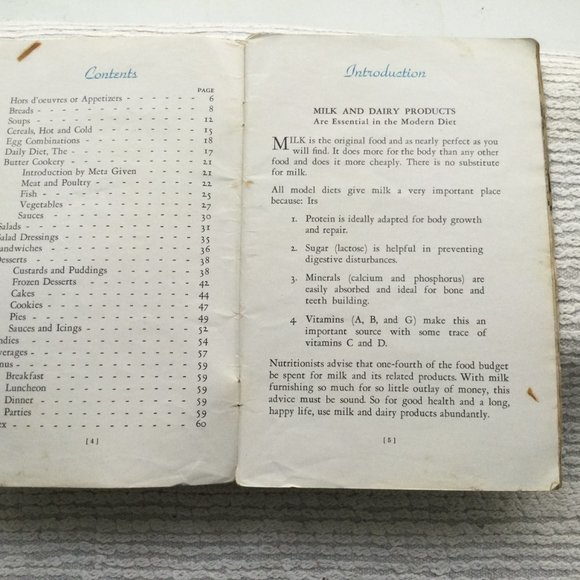 Contents
PAGE
Hors d'oeuvres or Appetizers - - - - - - 6
Breads - - - - - - - - - - - 8
Soups - - - - - - - - - - - 12
Cereals, Hot and Cold - - - - - - - 15
Egg Combinations - - - - - - - - 18
Daily Diet, The - - - - - - - - - 17
Butter Cookery - - - - - - - - - 21
Introduction by Meta Given - - - - - 21
Meat and Poultry - - - - - - - 22
Fish - - - - - - - - - - 25
Vegetables - - - - - - - - 27
Sauces - - - - - - - - - 30
Salads - - - - - - - - - - - 31
Salad Dressings - - - - - - - - - 35
andwiches - - - - - - - - - - 36
Desserts - - - - - - - - - - 38
Custards and Puddings - - - - - - 38
Frozen Desserts - - - - - - - 42
Cakes - - - - - - - - - - 44
Cookies - - - - - - - - - 47
Pies - - - - - - - - - - 49
Sauces and Icings - - - - - - - 52
ndies - - - - - - - - - - - 54
verages - - - - - - - - - - 57
nus - - - - - - - - - - - 59
Breakfast - - - - - - - - - 59
Luncheon - - - - - - - - - 59
Dinner - - - - - - - - - - 59
Parties - - - - - - - - - - 59
ex - - - - - - - - - - - 60
[ 4 ]
Introduction
MILK AND DAIRY PRODUCTS
Are Essential in the Modern Diet
MILK is the original food and as nearly perfect as you
will find. It does more for the body than any other
food and does it more cheaply. There is no substitute
for milk.
All model diets give milk a very important place
because: Its
1. Protein is ideally adapted for body growth
and repair.
2. Sugar (lactose) is helpful in preventing
digestive disturbances.
3. Minerals (calcium and phosphorus) are
easily absorbed and ideal for bone and
teeth building.
4. Vitamins (A, B, and G) make this an
important source with some trace of
vitamins C and D.
Nutritionists advise that one-fourth of the food budget
be spent for milk and its related products. With milk
furnishing so much for so little outlay of money, this
advice must be sound. So for good health and a long,
happy life, use milk and dairy products abundantly.
[ 5 ]